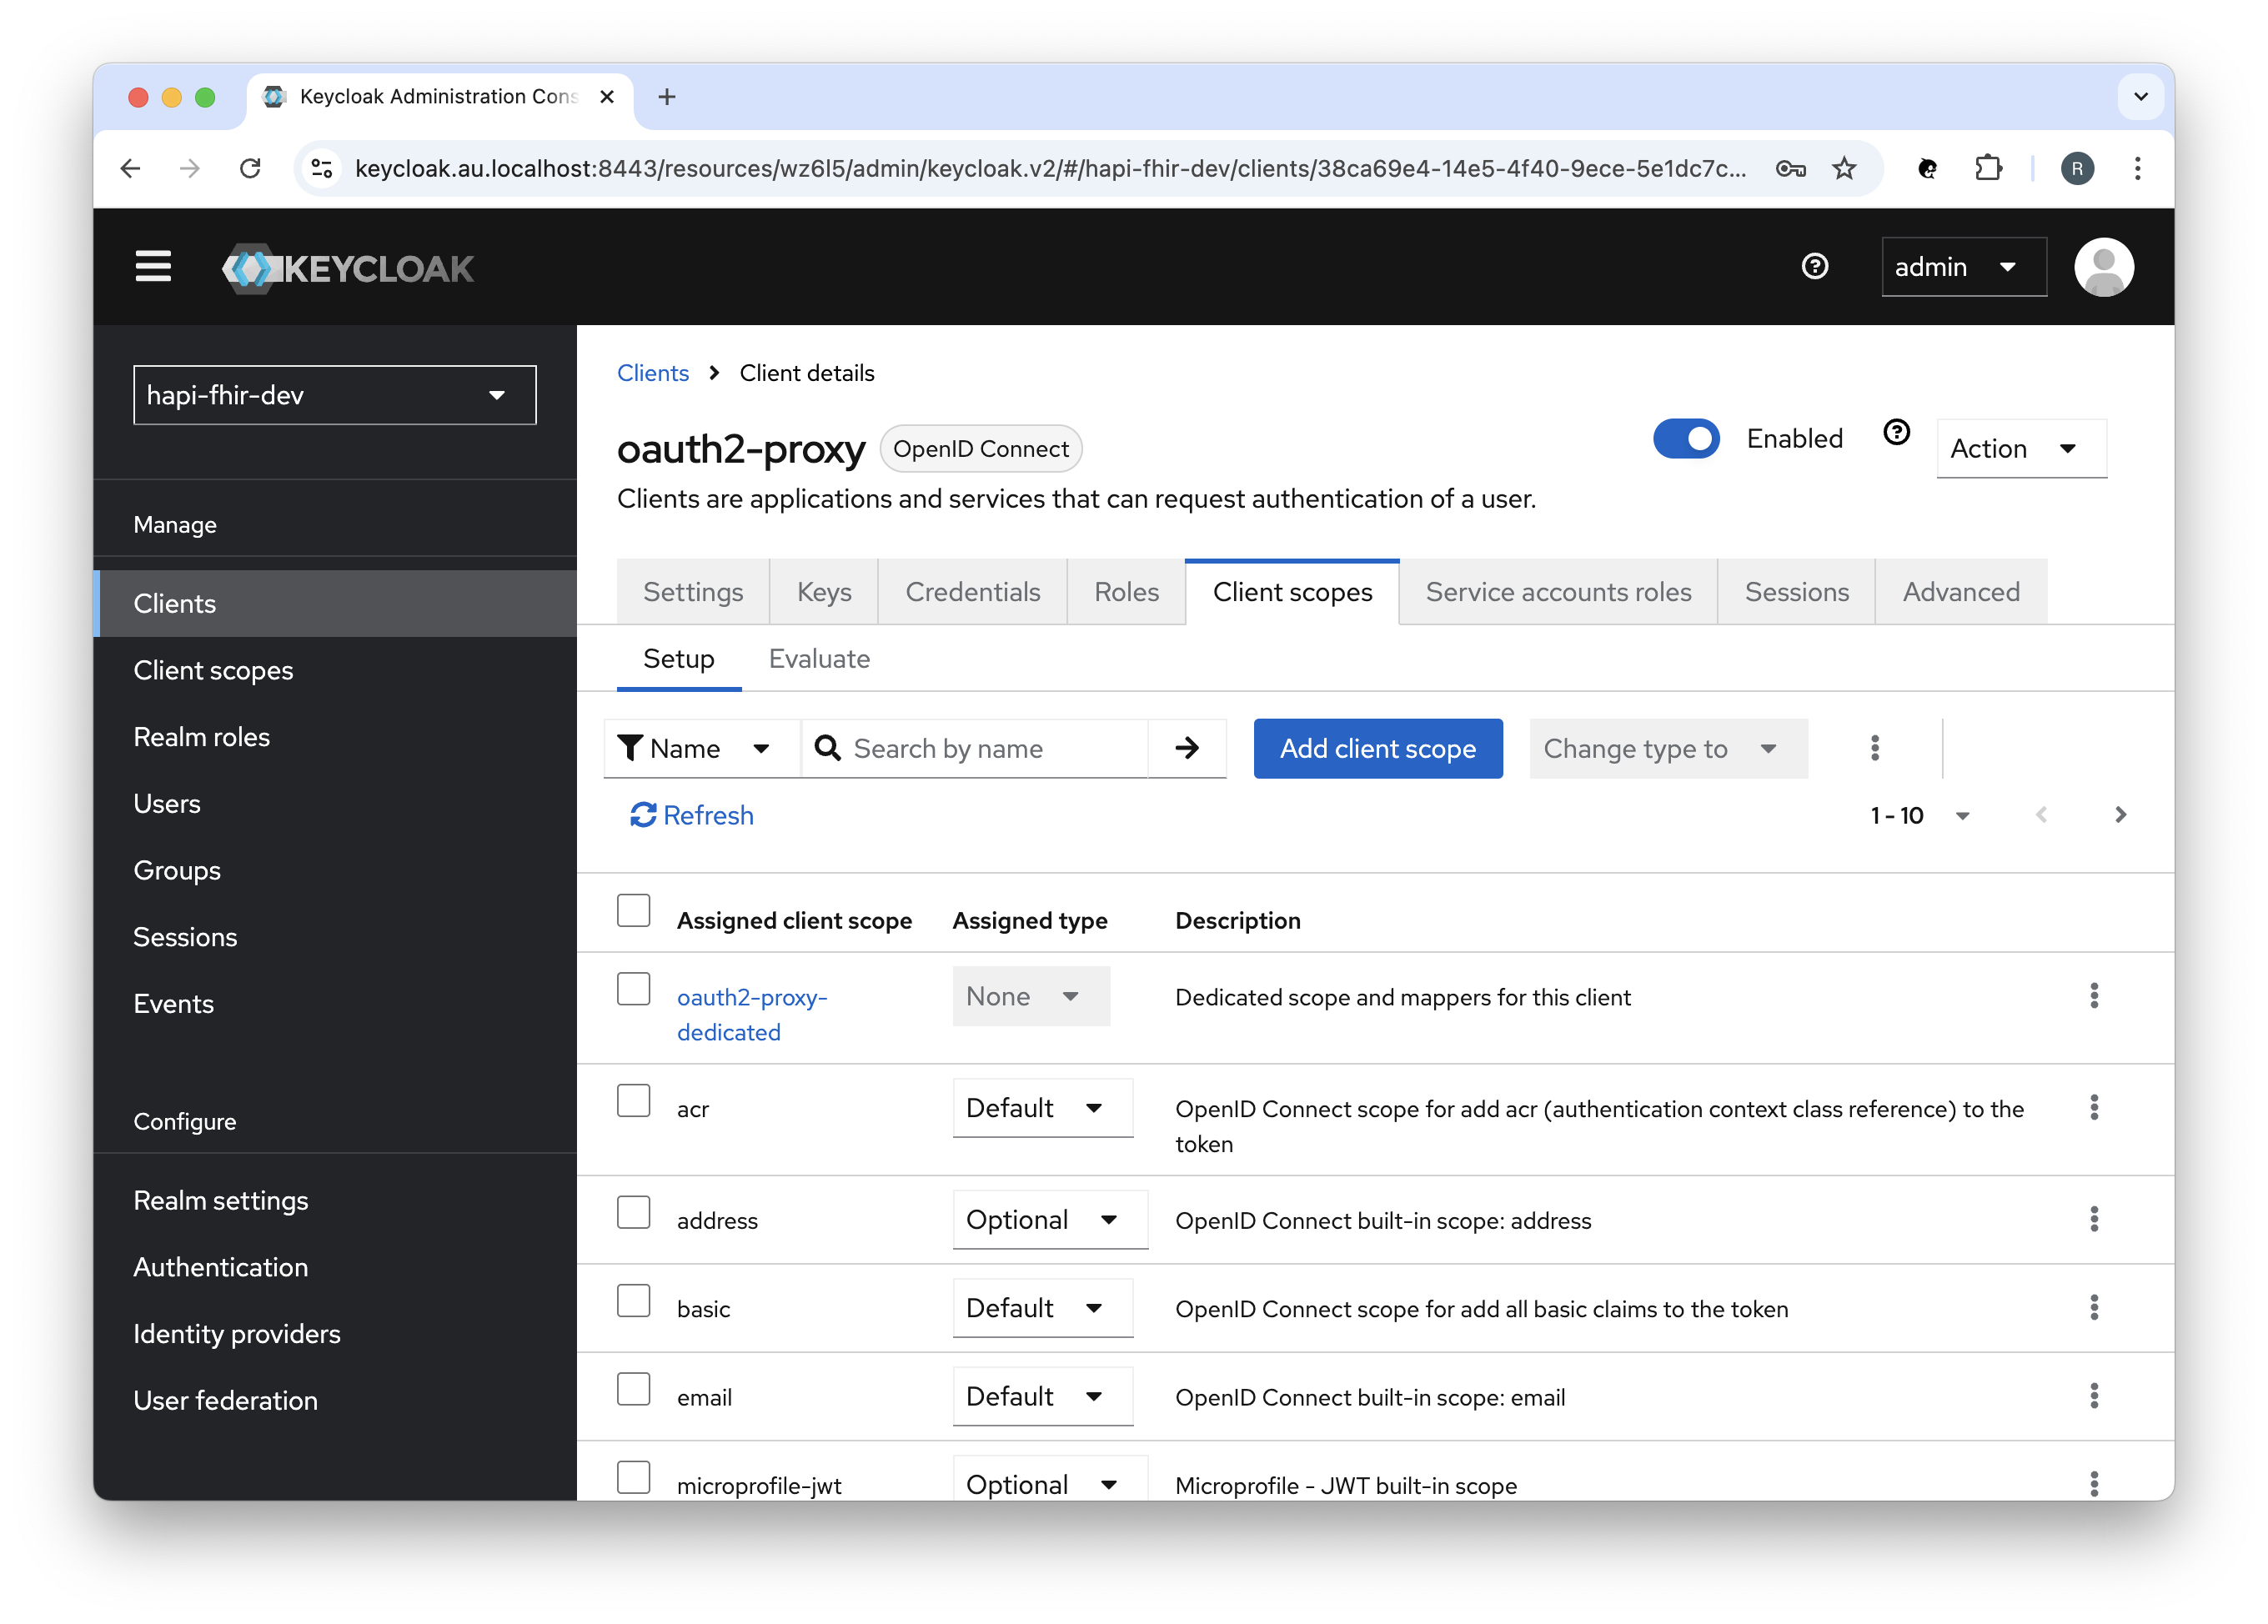 Keycloak Administration Cons
keycloak.au.localhost:8443/resources/wz6l5/admin/keycloak.v2/#/hapi-fhir-dev/clients/38ca69e4-14e5-4f40-9ece-5e1dc7c...
R
KEYCLOAK
admin
hapi-fhir-dev
Manage
Clients
Client scopes
Realm roles
Users
Groups
Sessions
Events
Configure
Realm settings
Authentication
Identity providers
User federation
Clients
Client details
oauth2-proxy
OpenID Connect
Enabled
Action
Clients are applications and services that can request authentication of a user.
Settings
Keys
Credentials
Roles
Client scopes
Service accounts roles
Sessions
Advanced
Setup
Evaluate
Name
Search by name
Add client scope
Change type to
Refresh
1 - 10
Assigned client scope
Assigned type
Description
oauth2-proxy-
dedicated
None
Dedicated scope and mappers for this client
acr
Default
OpenID Connect scope for add acr (authentication context class reference) to the
token
address
Optional
OpenID Connect built-in scope: address
basic
Default
OpenID Connect scope for add all basic claims to the token
email
Default
OpenID Connect built-in scope: email
microprofile-jwt
Optional
Microprofile - JWT built-in scope